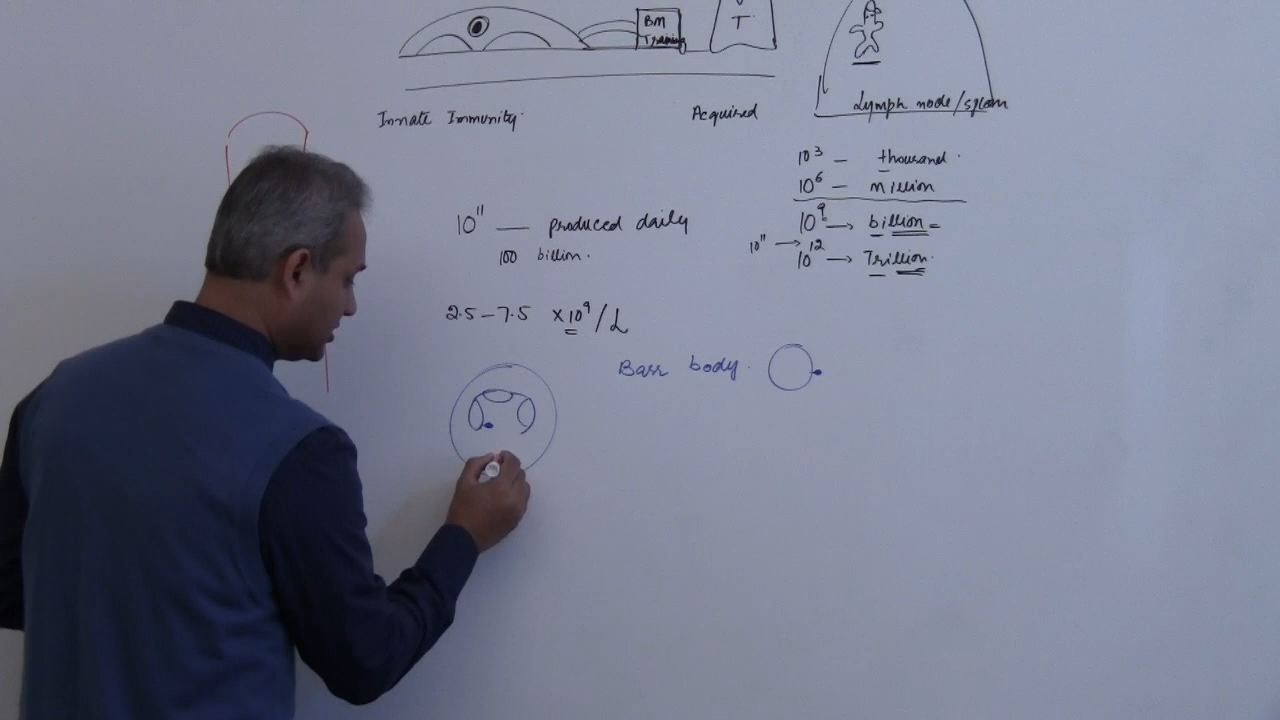 BM
Training
T
Innate Immunity
Acquired
Lymph node/spleen
10³ — thousand.
10⁶ — million
10⁹ → billion =
10¹¹ →
10¹² → Trillion.
10¹¹ — produced daily
100 billion.
2.5 – 7.5 × 10⁹/L
Barr body.